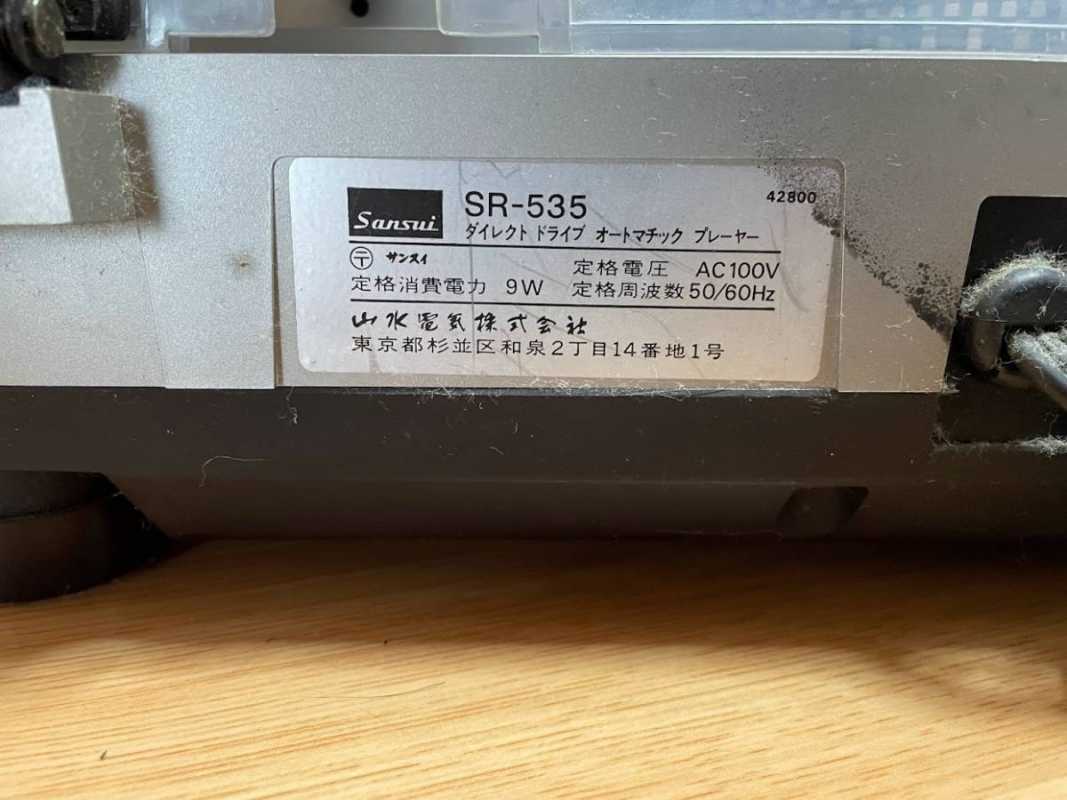 Sansui SR-535 42800
ダイレクト ドライブ オートマチック プレーヤー
〒 サンスイ 定格電圧 AC100V
定格消費電力 9W 定格周波数 50/60Hz
山水電気株式会社
東京都杉並区和泉2丁目14番地1号